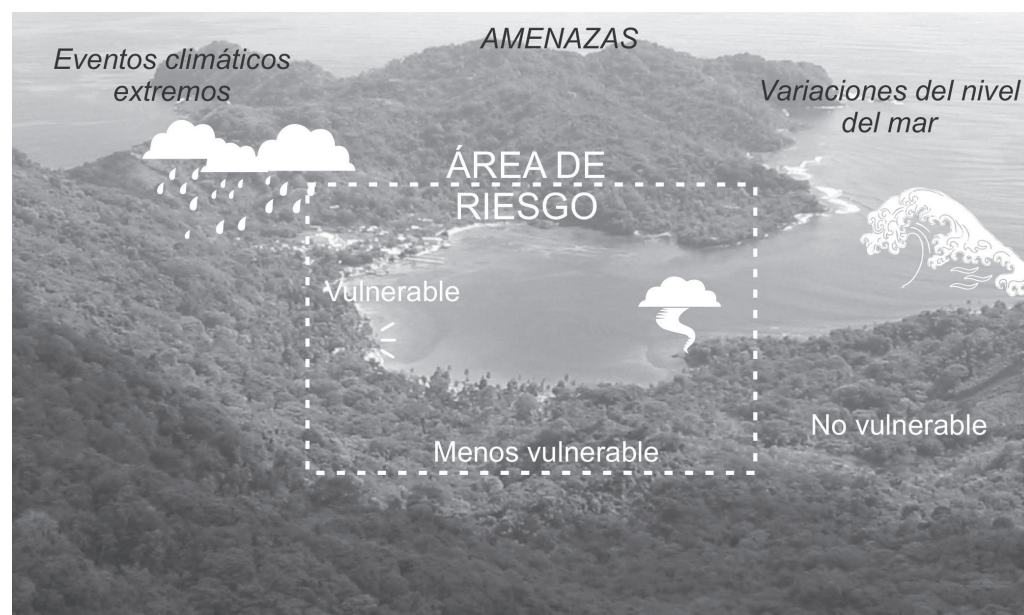 AMENAZAS
Eventos climáticos
extremos
Variaciones del nivel
del mar
ÁREA DE
RIESGO
Vulnerable
No vulnerable
Menos vulnerable